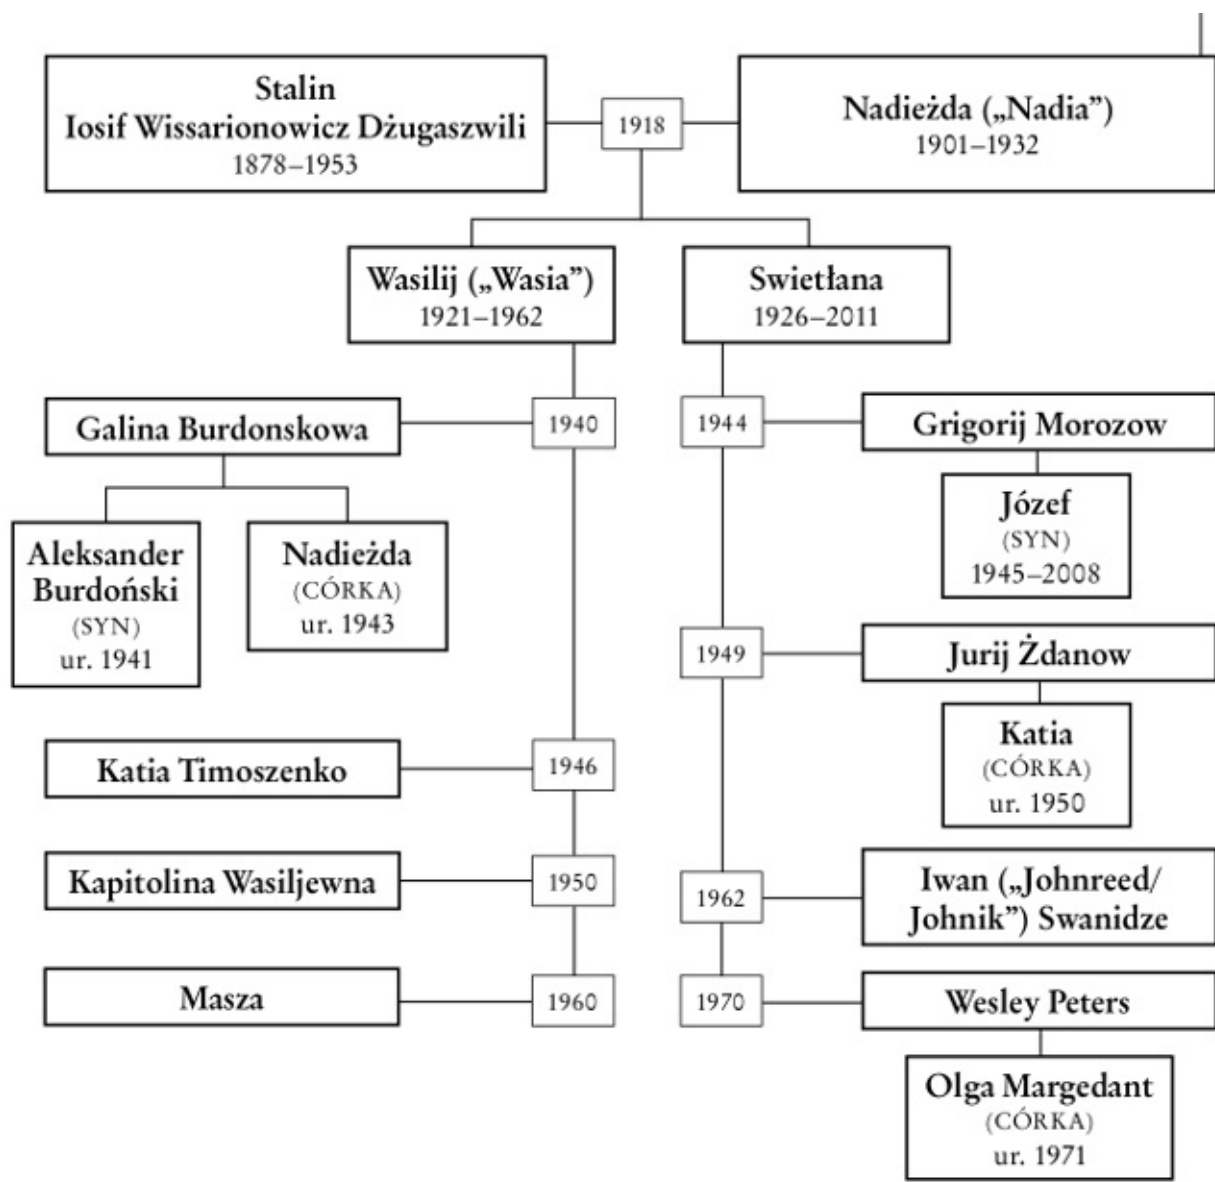 Stalin
Iosif Wissarionowicz Dżugaszwili
1878–1953
1918
Nadieżda („Nadia”)
1901–1932
Wasilij („Wasia”)
1921–1962
Swietłana
1926–2011
Galina Burdonskowa
1940
1944
Grigorij Morozow
Aleksander
Burdoński
(SYN)
ur. 1941
Nadieżda
(CÓRKA)
ur. 1943
Józef
(SYN)
1945–2008
1949
Jurij Żdanow
Katia
(CÓRKA)
ur. 1950
Katia Timoszenko
1946
Kapitolina Wasiljewna
1950
1962
Iwan („Johnreed/
Johnik”) Swanidze
Masza
1960
1970
Wesley Peters
Olga Margedant
(CÓRKA)
ur. 1971